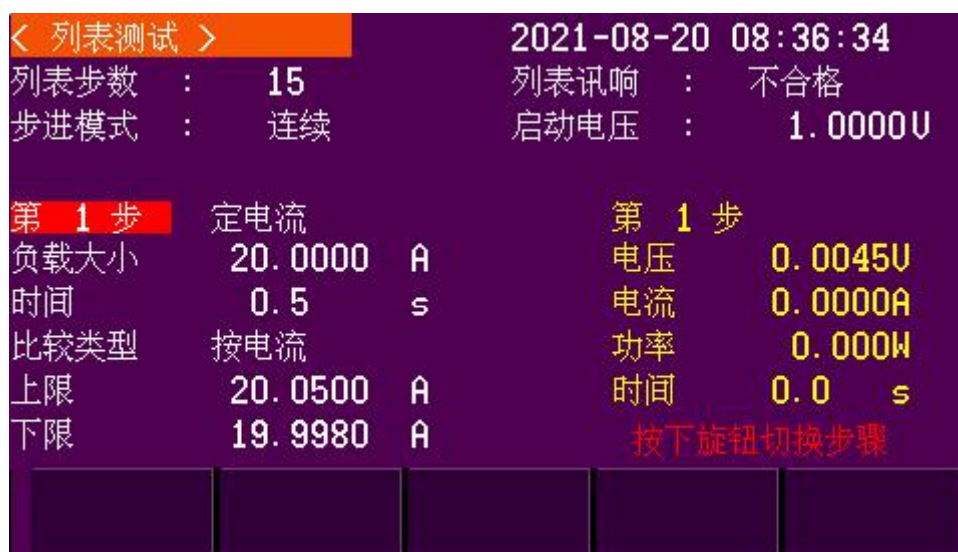 < 列表测试 > 2021-08-20 08:36:34
列表步数 : 15 列表讯响 : 不合格
步进模式 : 连续 启动电压 : 1.0000V
第 1 步 定电流 第 1 步
负载大小 20.0000 A 电压 0.0045V
时间 0.5 s 电流 0.0000A
比较类型 按电流 功率 0.000W
上限 20.0500 A 时间 0.0 s
下限 19.9980 A 按下旋钮切换步骤